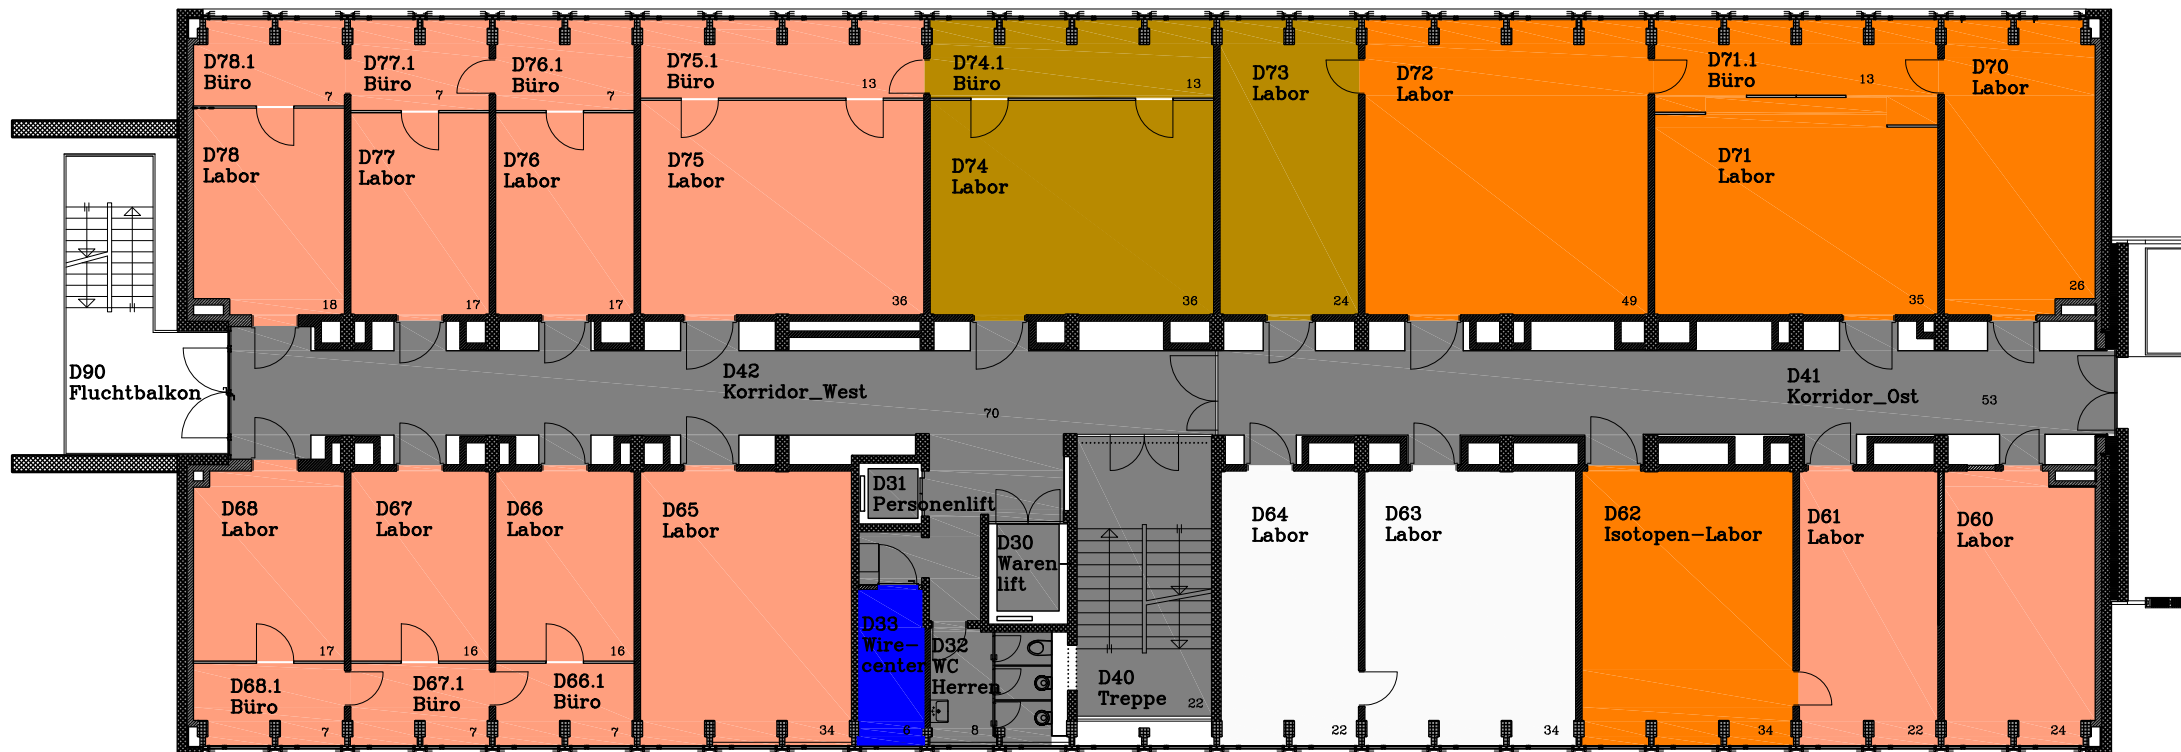 D78.1
Büro
7
D77.1
Büro
7
D76.1
Büro
7
D75.1
Büro
13
D74.1
Büro
13
D73
Labor
24
D72
Labor
49
D71.1
Büro
13
D70
Labor
26
D78
Labor
18
D77
Labor
17
D76
Labor
17
D75
Labor
36
D74
Labor
36
D71
Labor
35
D90
Fluchtbalkon
D42
Korridor_West
70
D41
Korridor_Ost
53
D68
Labor
17
D67
Labor
16
D66
Labor
16
D65
Labor
34
D31
Personenlift
D30
Waren-
lift
D64
Labor
22
D63
Labor
34
D62
Isotopen-Labor
34
D61
Labor
22
D60
Labor
24
D68.1
Büro
7
D67.1
Büro
7
D66.1
Büro
7
D33
Wire-
center
6
D32
WC
Herren
8
D40
Treppe
22